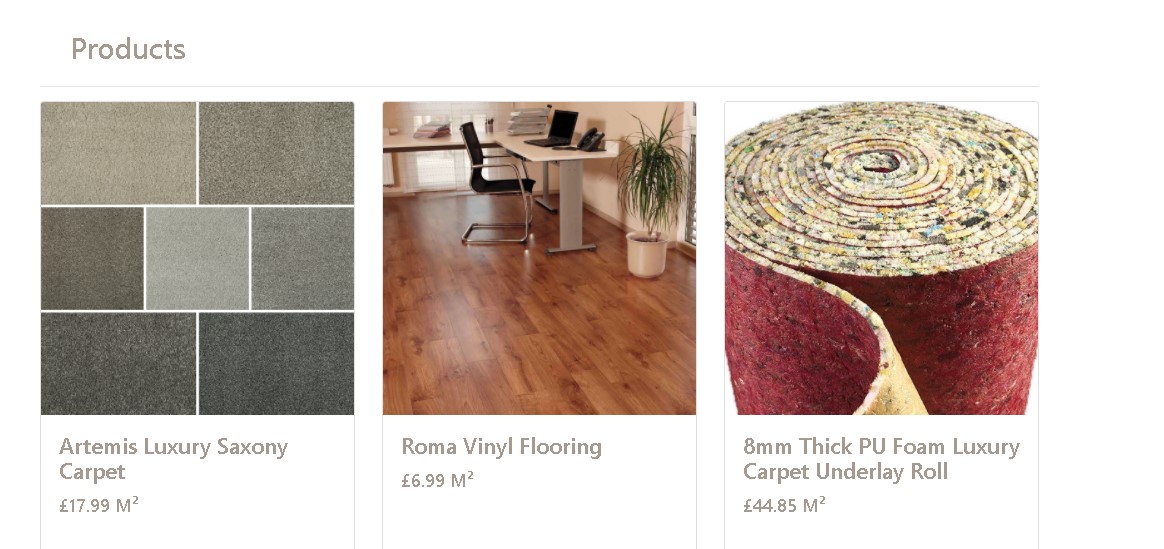 Products
Artemis Luxury Saxony
Carpet
£17.99 M²
Roma Vinyl Flooring
£6.99 M²
8mm Thick PU Foam Luxury
Carpet Underlay Roll
£44.85 M²